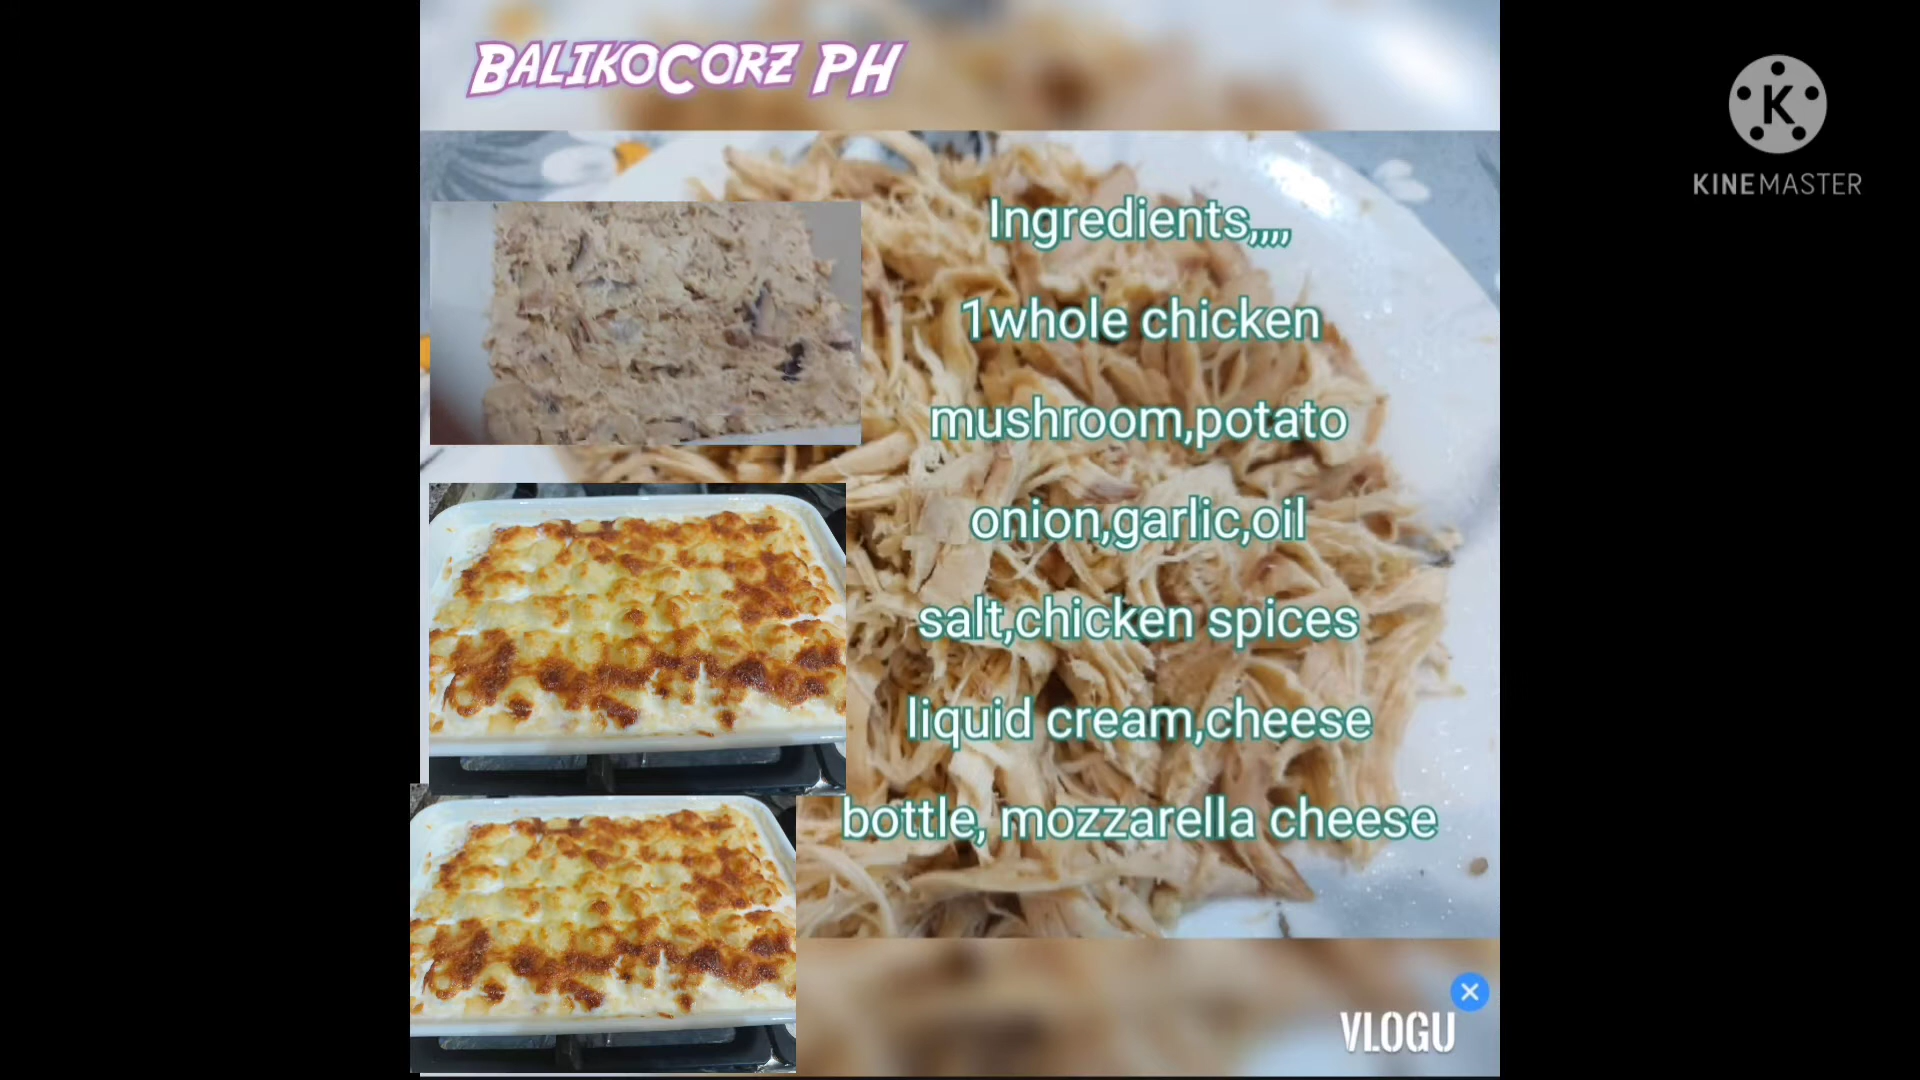 BALIKOCORZ PH
K
KINEMASTER
Ingredients,,,,
1whole chicken
mushroom,potato
onion,garlic,oil
salt,chicken spices
liquid cream,cheese
bottle, mozzarella cheese
VLOGU